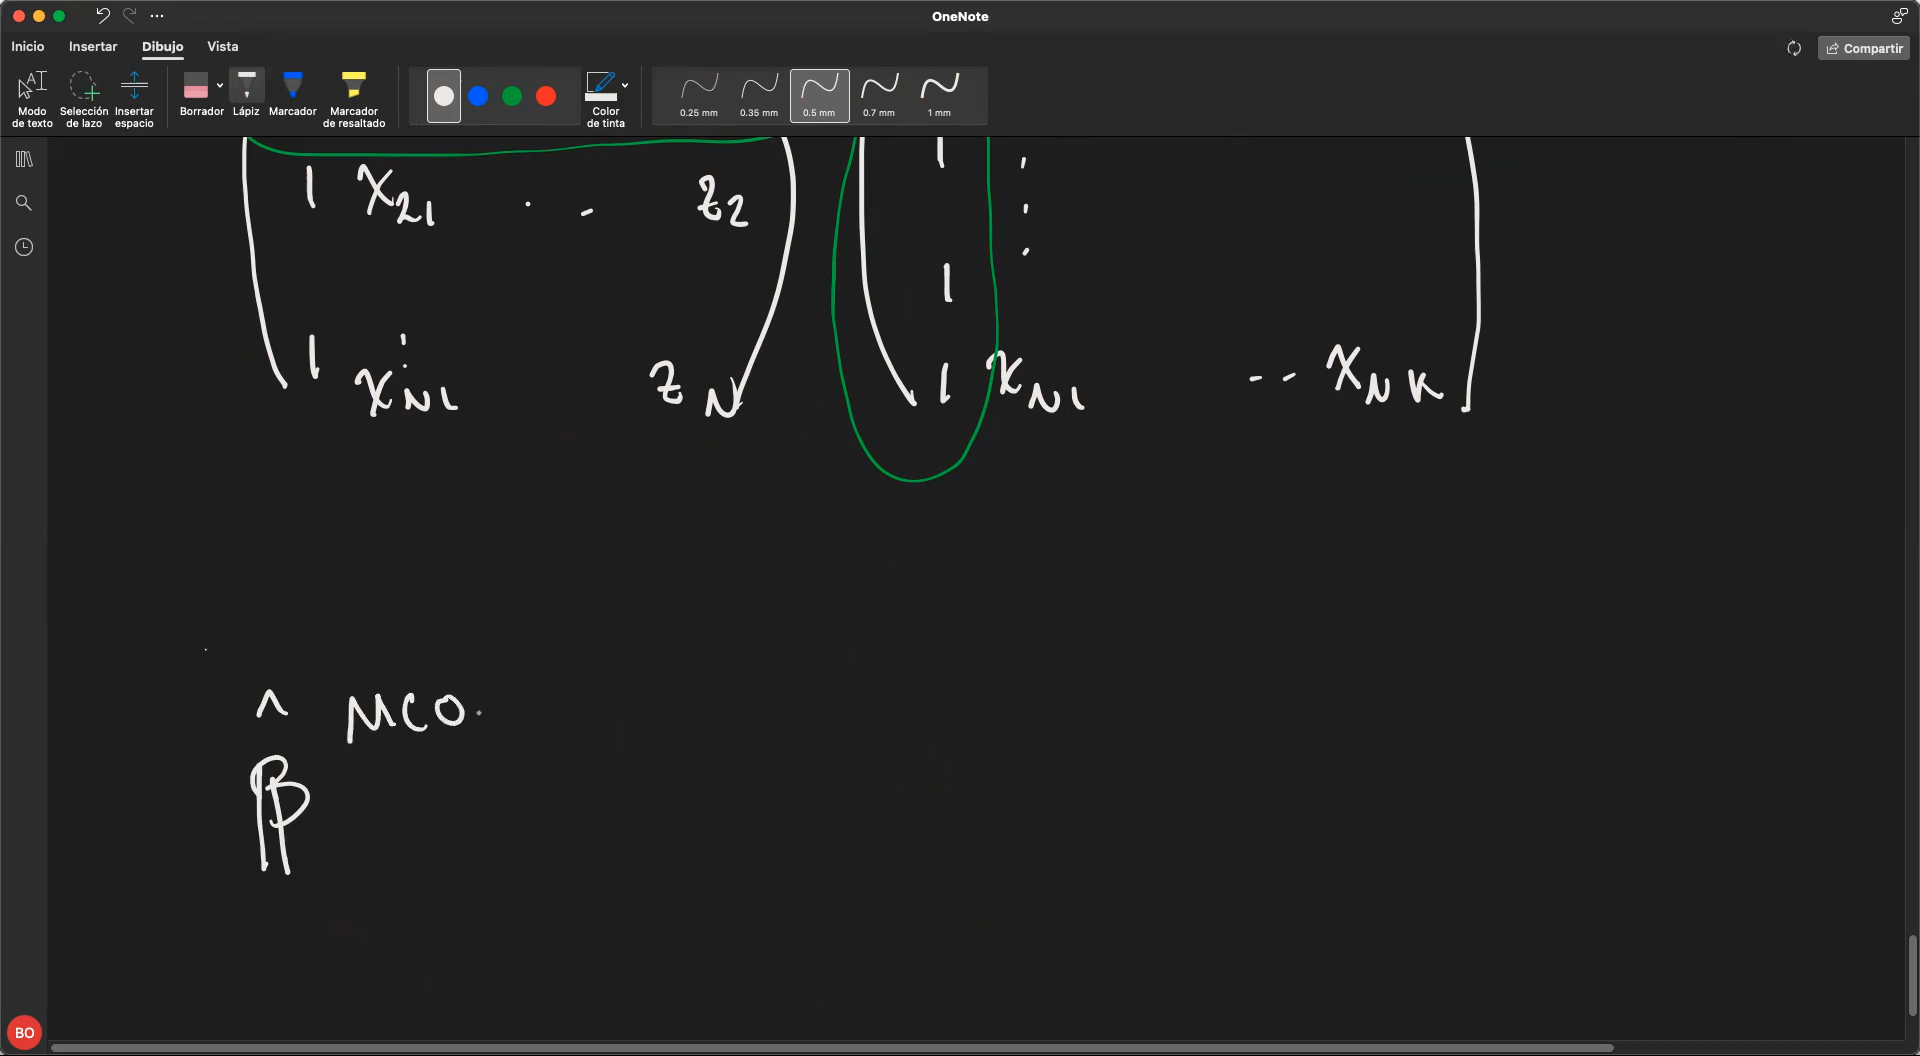 OneNote
Inicio Insertar Dibujo Vista Compartir
Modo de texto Selección de lazo Insertar espacio Borrador Lápiz Marcador Marcador de resaltado Color de tinta 0.25 mm 0.35 mm 0.5 mm 0.7 mm 1 mm
1
1 X21 . - Z2
1
1 XN1 ZN 1 XN1 -- XNK
^ MCO
β
BO